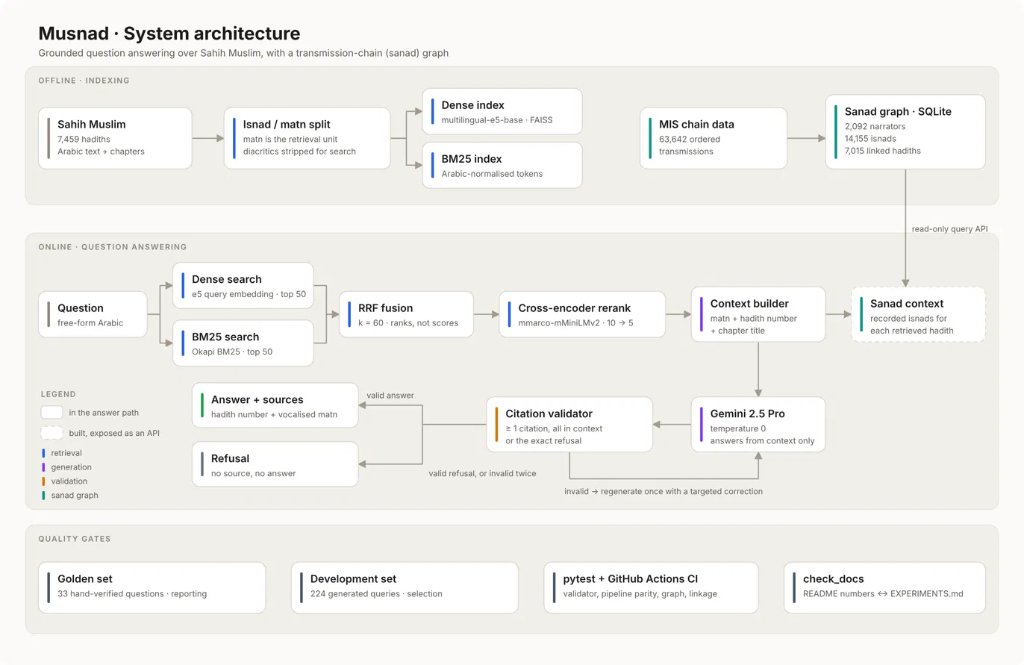 Musnad · System architecture
Grounded question answering over Sahih Muslim, with a transmission-chain (sanad) graph
OFFLINE · INDEXING
Sahih Muslim
7,459 hadiths
Arabic text + chapters
Isnad / matn split
matn is the retrieval unit
diacritics stripped for search
Dense index
multilingual-e5-base · FAISS
BM25 index
Arabic-normalised tokens
MIS chain data
63,642 ordered
transmissions
Sanad graph · SQLite
2,092 narrators
14,155 isnads
7,015 linked hadiths
read-only query API
ONLINE · QUESTION ANSWERING
Question
free-form Arabic
Dense search
e5 query embedding · top 50
BM25 search
Okapi BM25 · top 50
RRF fusion
k = 60 · ranks, not scores
Cross-encoder rerank
mmarco-mMiniLMv2 · 10 → 5
Context builder
matn + hadith number
+ chapter title
Sanad context
recorded isnads for
each retrieved hadith
LEGEND
in the answer path
built, exposed as an API
retrieval
generation
validation
sanad graph
Answer + sources
hadith number + vocalised matn
Refusal
no source, no answer
valid answer
valid refusal, or invalid twice
Citation validator
≥ 1 citation, all in context
or the exact refusal
Gemini 2.5 Pro
temperature 0
answers from context only
invalid → regenerate once with a targeted correction
QUALITY GATES
Golden set
33 hand-verified questions · reporting
Development set
224 generated queries · selection
pytest + GitHub Actions CI
validator, pipeline parity, graph, linkage
check_docs
README numbers ↔ EXPERIMENTS.md